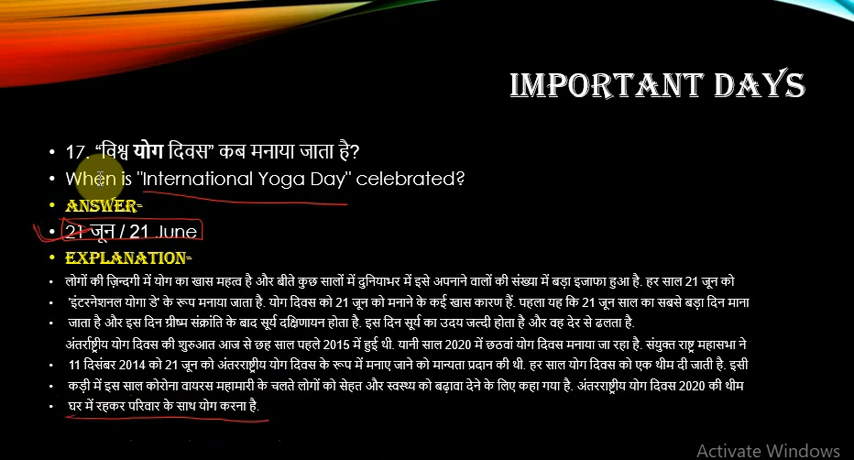 IMPORTANT DAYS
• 17. “विश्व योग दिवस” कब मनाया जाता है?
• When is "International Yoga Day" celebrated?
• ANSWER-
• 21 जून / 21 June
• EXPLANATION-
• लोगों की ज़िन्दगी में योग का खास महत्व है और बीते कुछ सालों में दुनियाभर में इसे अपनाने वालों की संख्या में बड़ा इजाफा हुआ है. हर साल 21 जून को
• 'इंटरनेशनल योगा डे' के रूप मनाया जाता है. योग दिवस को 21 जून को मनाने के कई खास कारण हैं. पहला यह कि 21 जून साल का सबसे बड़ा दिन माना
• जाता है और इस दिन ग्रीष्म संक्रांति के बाद सूर्य दक्षिणायन होता है. इस दिन सूर्य का उदय जल्दी होता है और वह देर से ढलता है.
अंतर्राष्ट्रीय योग दिवस की शुरुआत आज से छह साल पहले 2015 में हुई थी. यानी साल 2020 में छठवां योग दिवस मनाया जा रहा है. संयुक्त राष्ट्र महासभा ने
• 11 दिसंबर 2014 को 21 जून को अंतरराष्ट्रीय योग दिवस के रूप में मनाए जाने को मान्यता प्रदान की थी. हर साल योग दिवस को एक थीम दी जाती है. इसी
• कड़ी में इस साल कोरोना वायरस महामारी के चलते लोगों को सेहत और स्वस्थ्य को बढ़ावा देने के लिए कहा गया है. अंतरराष्ट्रीय योग दिवस 2020 की थीम
• घर में रहकर परिवार के साथ योग करना है.
Activate Windows